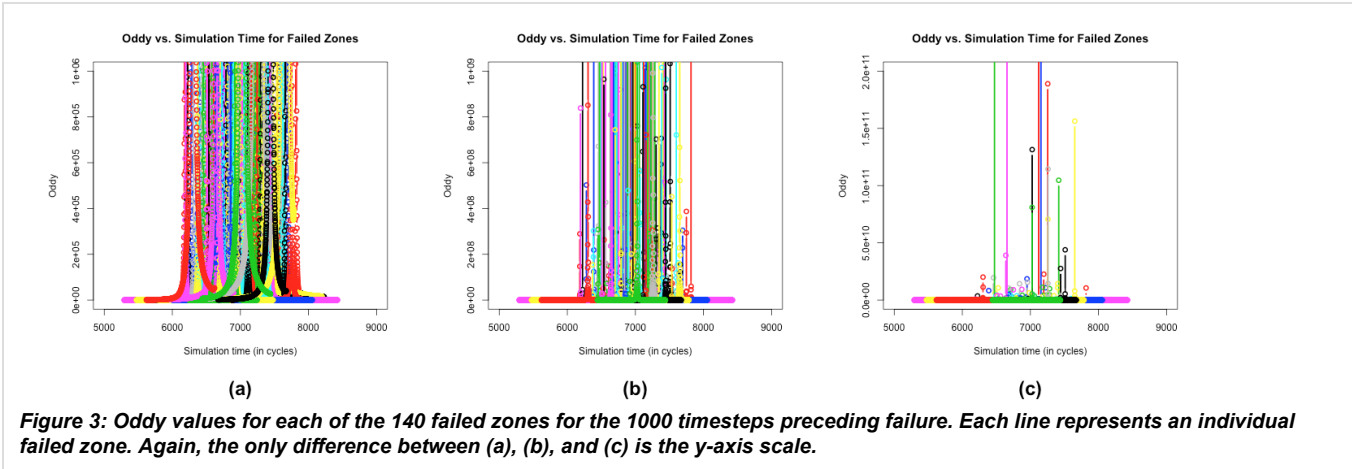 Oddy vs. Simulation Time for Failed Zones
Oddy
0e+00 2e+05 4e+05 6e+05 8e+05 1e+06
5000 6000 7000 8000 9000
Simulation time (in cycles)
(a)
Oddy vs. Simulation Time for Failed Zones
Oddy
0e+00 2e+08 4e+08 6e+08 8e+08 1e+09
5000 6000 7000 8000 9000
Simulation time (in cycles)
(b)
Oddy vs. Simulation Time for Failed Zones
Oddy
0.0e+00 5.0e+10 1.0e+11 1.5e+11 2.0e+11
5000 6000 7000 8000 9000
Simulation time (in cycles)
(c)
Figure 3: Oddy values for each of the 140 failed zones for the 1000 timesteps preceding failure. Each line represents an individual
failed zone. Again, the only difference between (a), (b), and (c) is the y-axis scale.